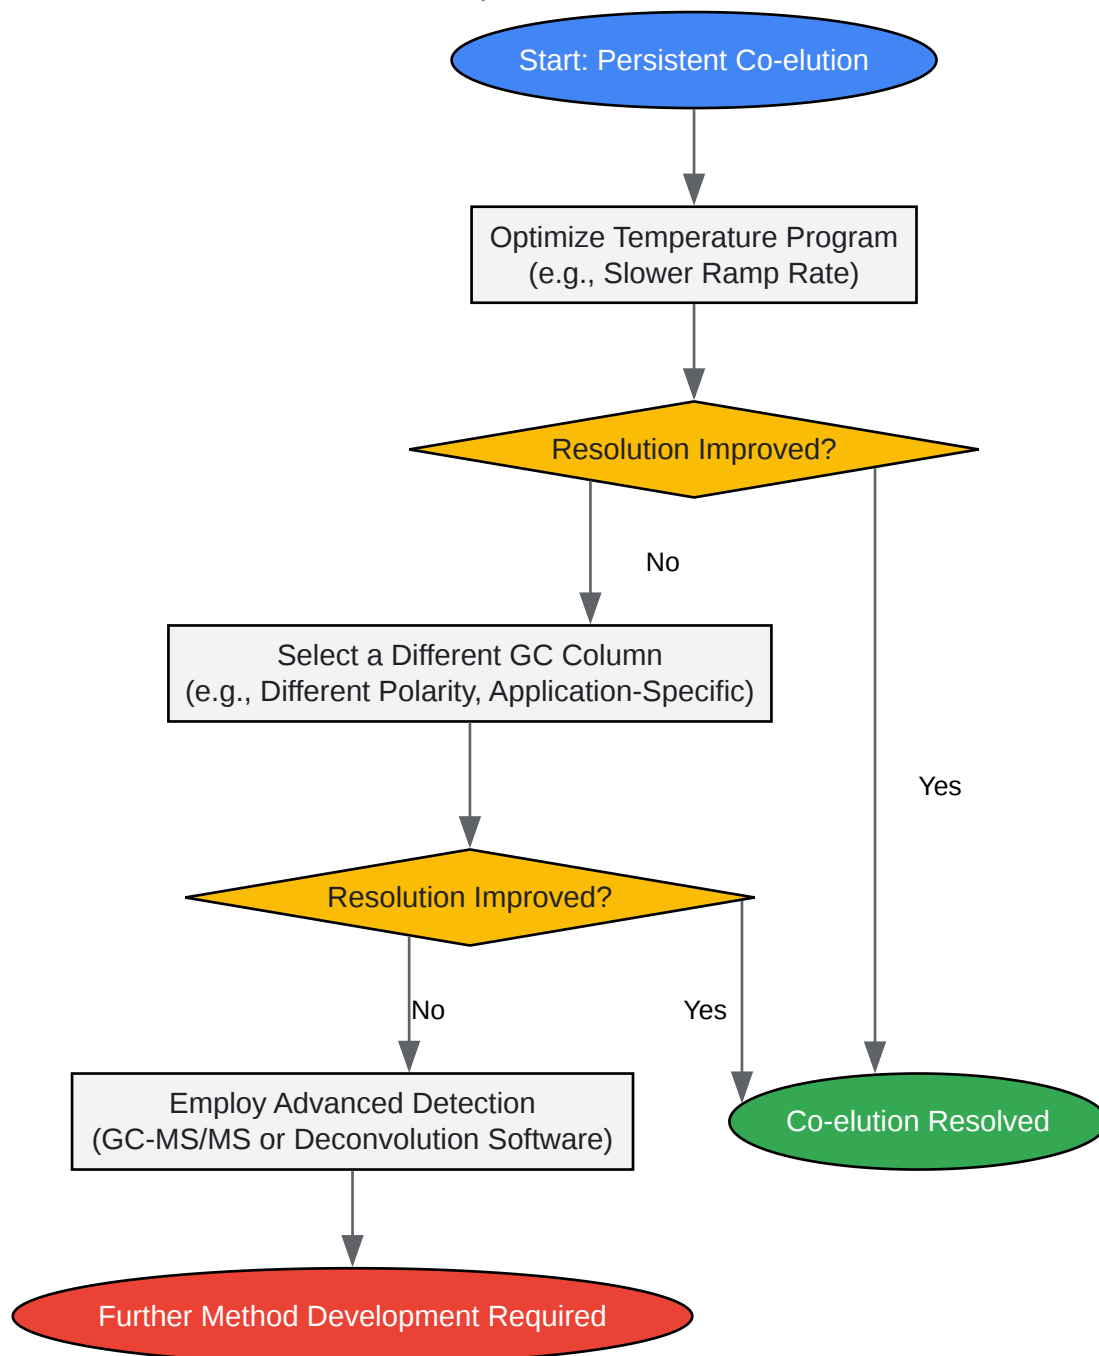 Start: Persistent Co-elution
Optimize Temperature Program
(e.g., Slower Ramp Rate)
Resolution Improved?
No
Select a Different GC Column
(e.g., Different Polarity, Application-Specific)
Yes
Resolution Improved?
No
Yes
Employ Advanced Detection
(GC-MS/MS or Deconvolution Software)
Co-elution Resolved
Further Method Development Required